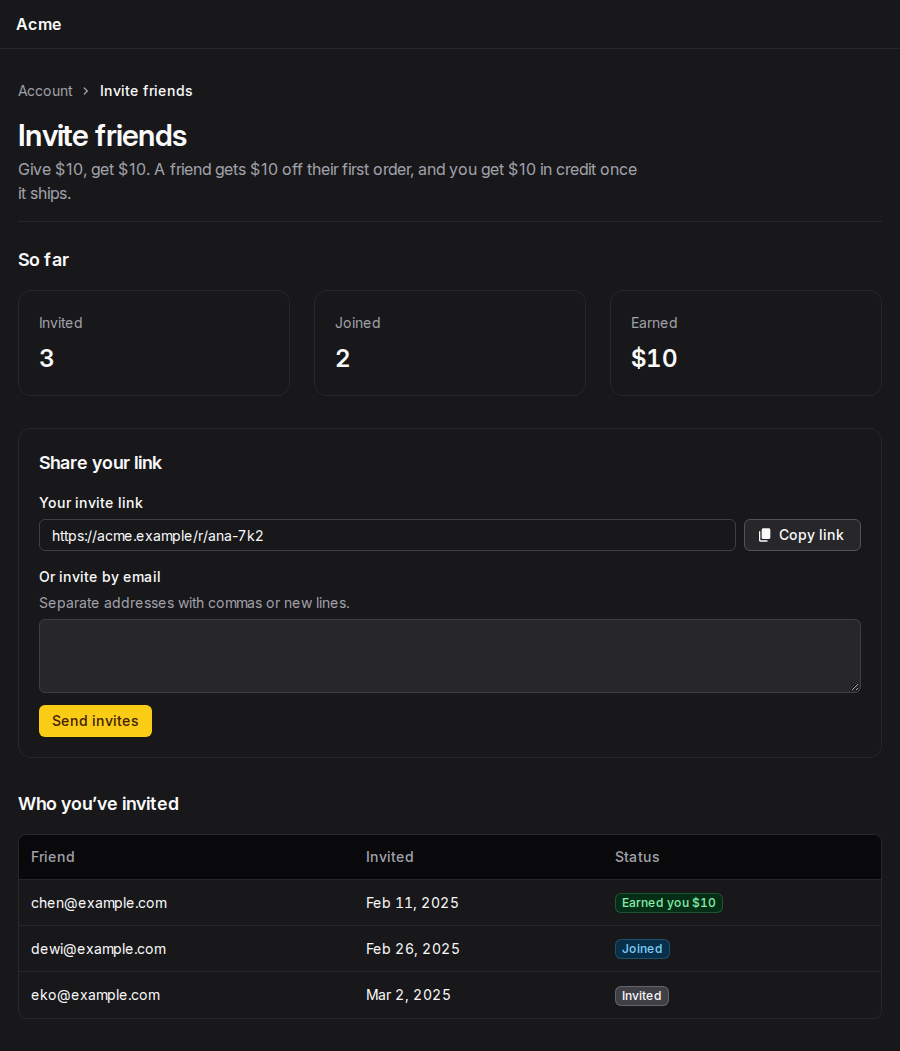 Acme
Account > Invite friends
Invite friends
Give $10, get $10. A friend gets $10 off their first order, and you get $10 in credit once
it ships.
So far
Invited
3
Joined
2
Earned
$10
Share your link
Your invite link
https://acme.example/r/ana-7k2
Copy link
Or invite by email
Separate addresses with commas or new lines.
Send invites
Who you’ve invited
Friend Invited Status
chen@example.com Feb 11, 2025 Earned you $10
dewi@example.com Feb 26, 2025 Joined
eko@example.com Mar 2, 2025 Invited